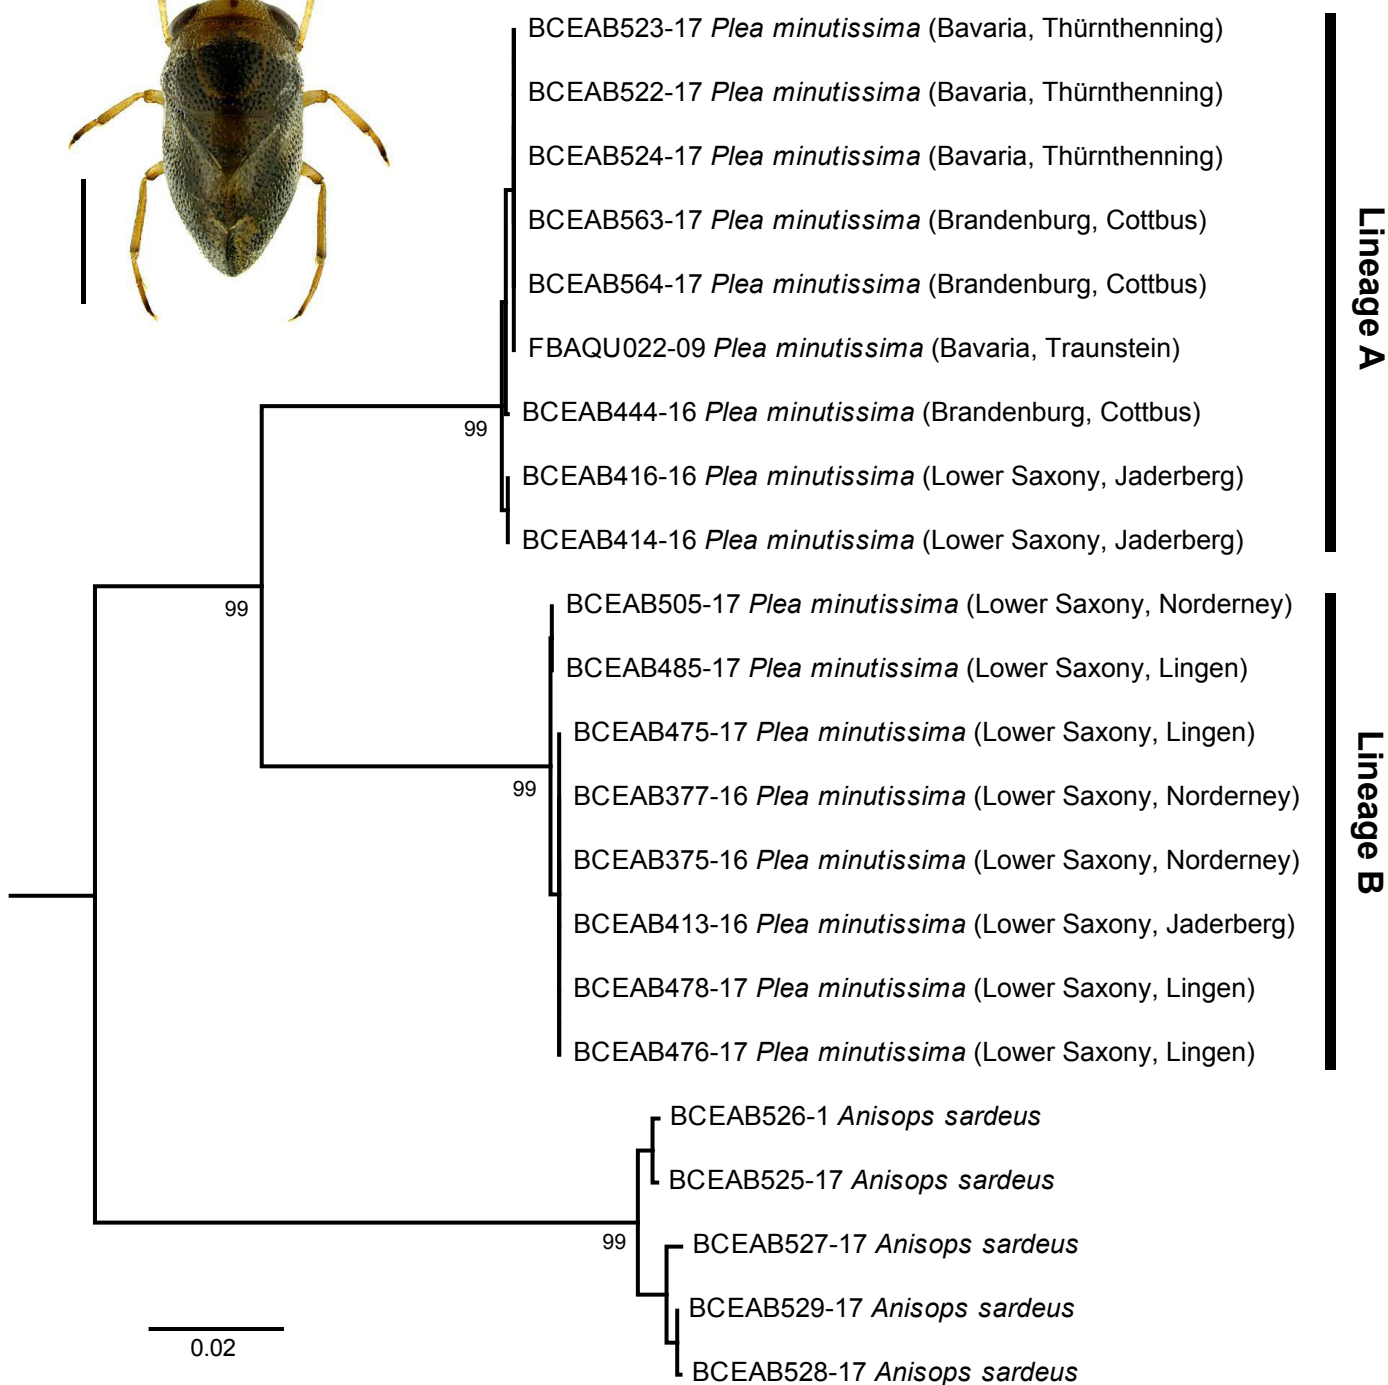 BCEAB523-17 Plea minutissima (Bavaria, Thürnthenning)
BCEAB522-17 Plea minutissima (Bavaria, Thürnthenning)
BCEAB524-17 Plea minutissima (Bavaria, Thürnthenning)
BCEAB563-17 Plea minutissima (Brandenburg, Cottbus)
BCEAB564-17 Plea minutissima (Brandenburg, Cottbus)
FBAQU022-09 Plea minutissima (Bavaria, Traunstein)
BCEAB444-16 Plea minutissima (Brandenburg, Cottbus)
99
BCEAB416-16 Plea minutissima (Lower Saxony, Jaderberg)
BCEAB414-16 Plea minutissima (Lower Saxony, Jaderberg)
Lineage A
99
BCEAB505-17 Plea minutissima (Lower Saxony, Norderney)
BCEAB485-17 Plea minutissima (Lower Saxony, Lingen)
BCEAB475-17 Plea minutissima (Lower Saxony, Lingen)
99
BCEAB377-16 Plea minutissima (Lower Saxony, Norderney)
BCEAB375-16 Plea minutissima (Lower Saxony, Norderney)
BCEAB413-16 Plea minutissima (Lower Saxony, Jaderberg)
BCEAB478-17 Plea minutissima (Lower Saxony, Lingen)
BCEAB476-17 Plea minutissima (Lower Saxony, Lingen)
Lineage B
BCEAB526-1 Anisops sardeus
BCEAB525-17 Anisops sardeus
99
BCEAB527-17 Anisops sardeus
BCEAB529-17 Anisops sardeus
BCEAB528-17 Anisops sardeus
0.02